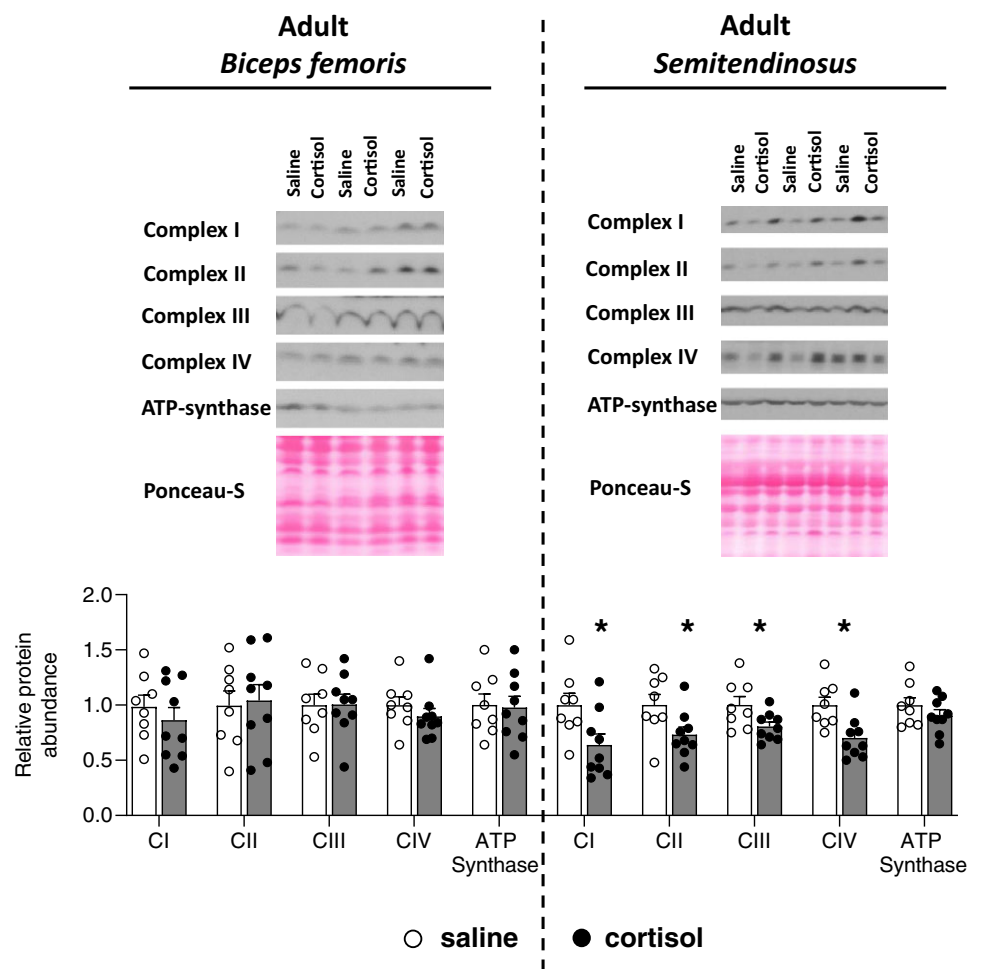 Adult
Biceps femoris
Adult
Semitendinosus
Saline
Cortisol
Saline
Cortisol
Saline
Cortisol
Complex I
Complex II
Complex III
Complex IV
ATP-synthase
Ponceau-S
Saline
Cortisol
Saline
Cortisol
Saline
Cortisol
Complex I
Complex II
Complex III
Complex IV
ATP-synthase
Ponceau-S
Relative protein
abundance
2.0
1.5
1.0
0.5
0.0
* * * *
CI CII CIII CIV ATP
Synthase
CI CII CIII CIV ATP
Synthase
saline
cortisol